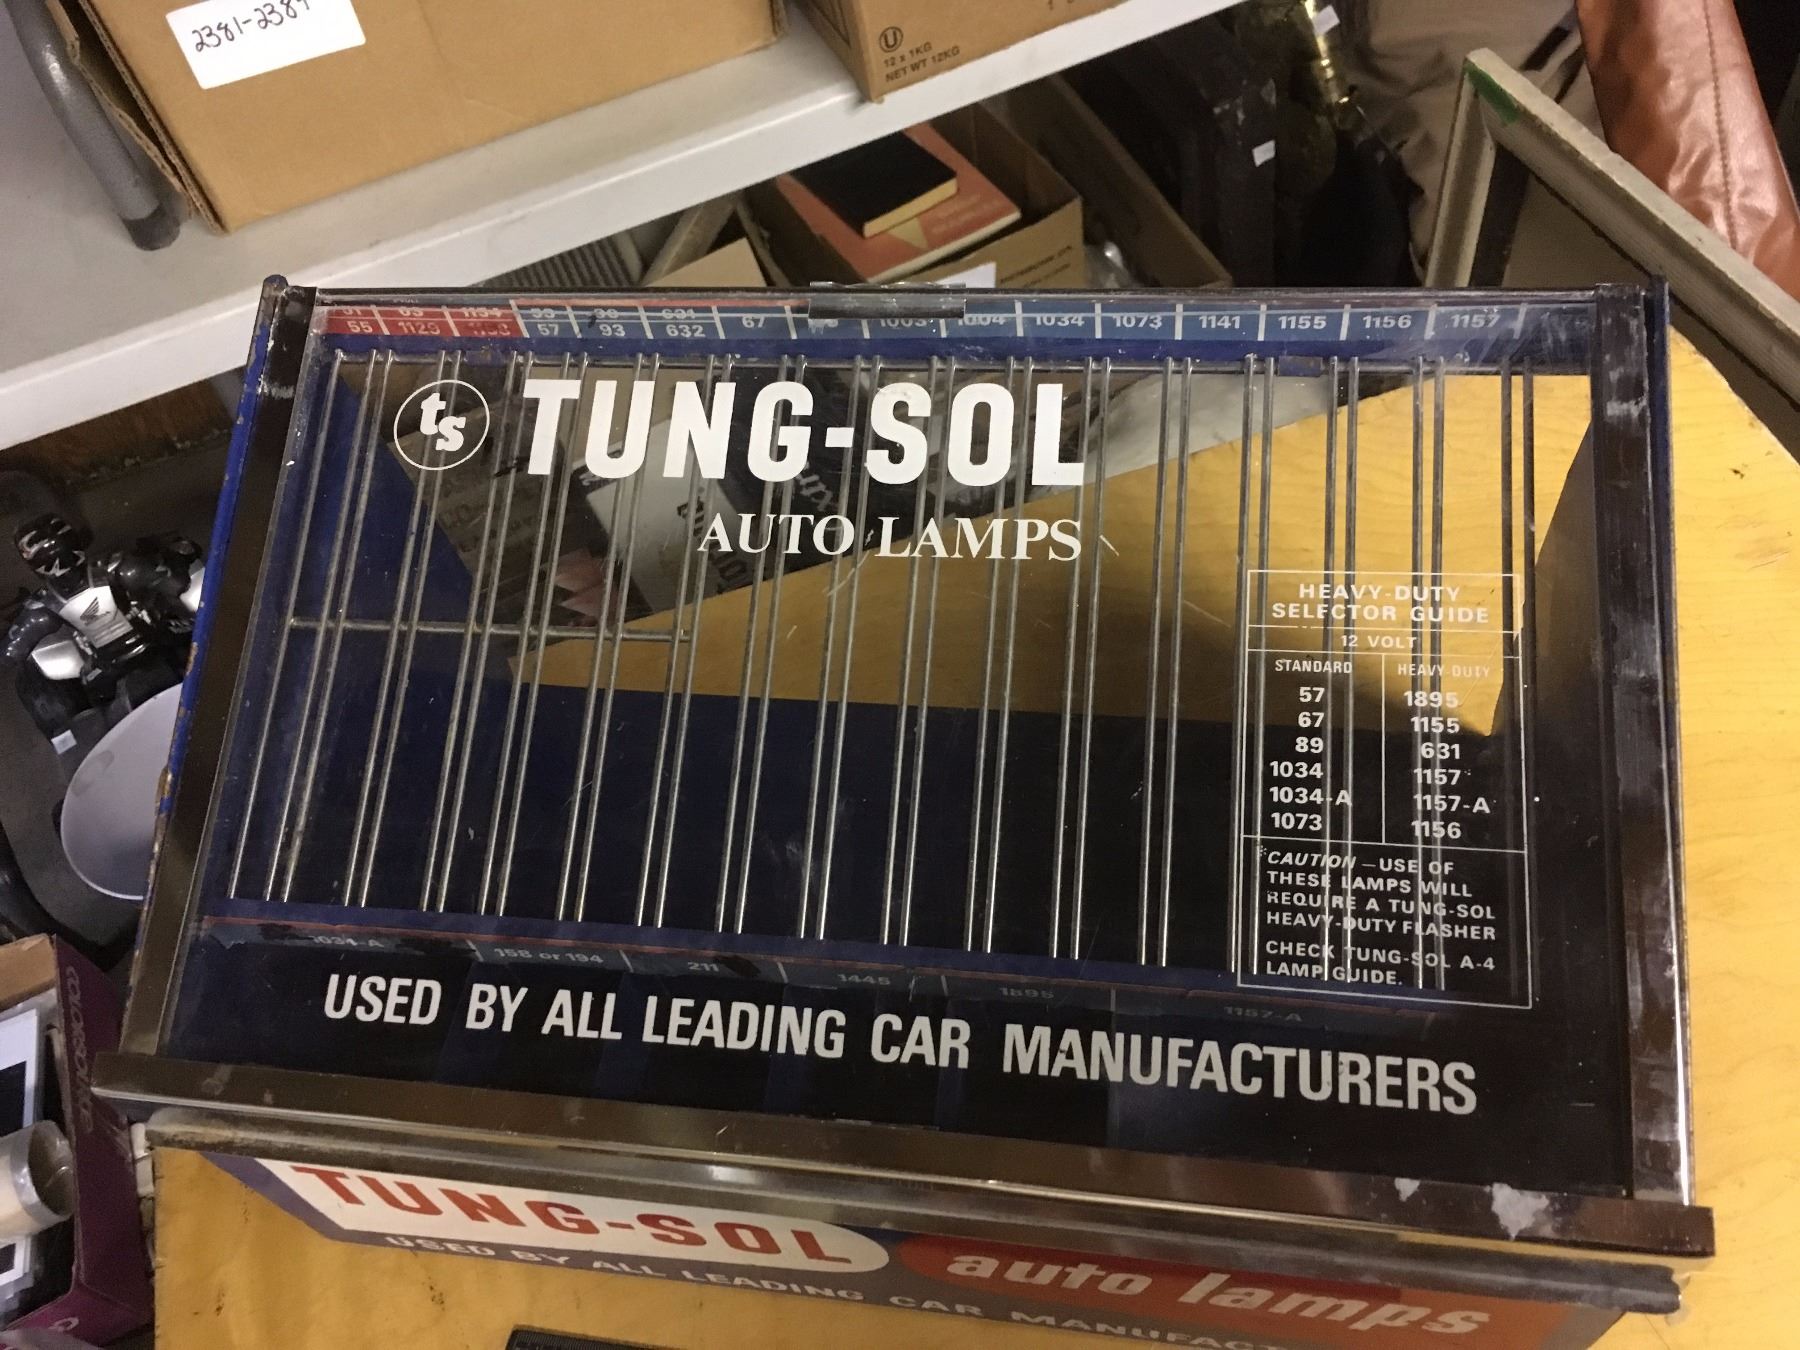 2381-2384
U
12 x 1KG
NET WT 12KG
55 1129 57 93 632 67 1003 1004 1034 1073 1141 1155 1156 1157
ts TUNG-SOL
AUTO LAMPS
HEAVY-DUTY
SELECTOR GUIDE
12 VOLT
STANDARD HEAVY-DUTY
57 1895
67 1155
89 631
1034 1157
1034-A 1157-A
1073 1156
CAUTION — USE OF
THESE LAMPS WILL
REQUIRE A TUNG-SOL
HEAVY-DUTY FLASHER
CHECK TUNG-SOL A-4
LAMP GUIDE.
1034-A 158 or 194 211 1445 1895 1157-A
USED BY ALL LEADING CAR MANUFACTURERS
TUNG-SOL auto lamps
USED BY ALL LEADING CAR MANUFACT